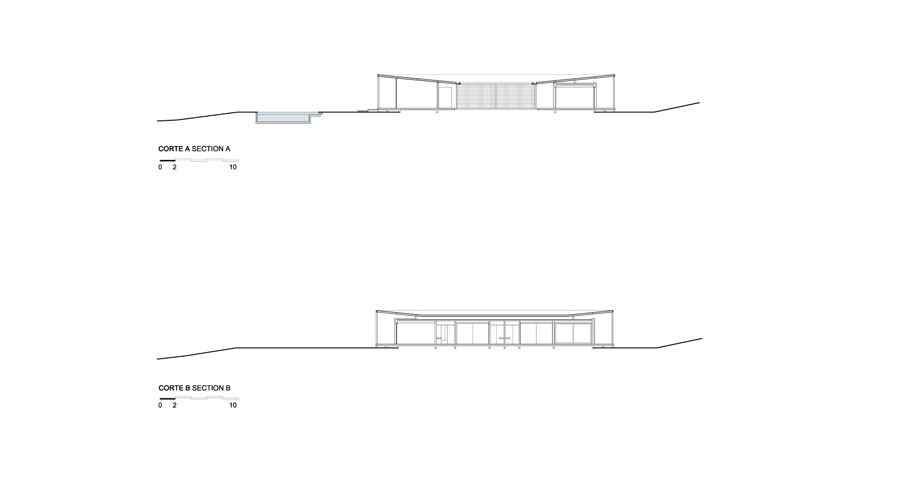 CORTE A SECTION A
0 2 10
CORTE B SECTION B
0 2 10